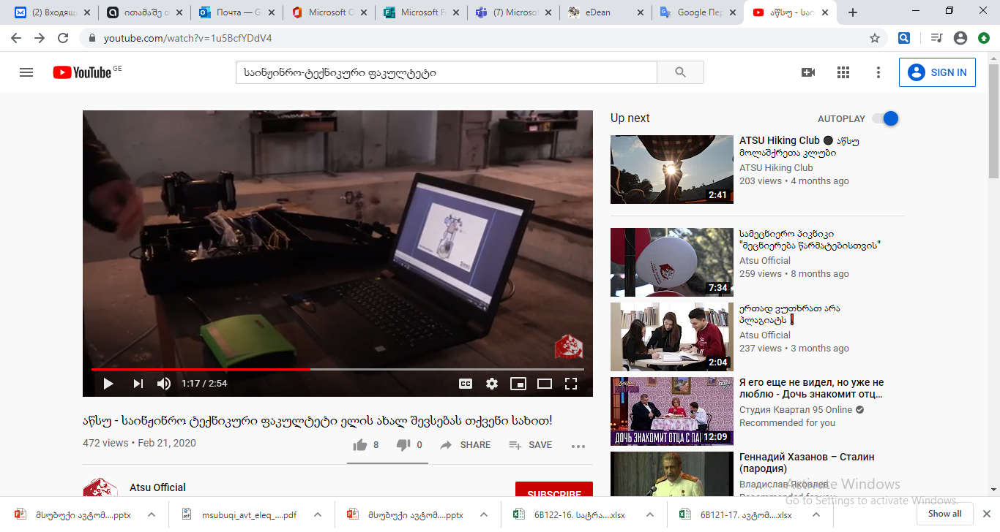 (2) Входящ
ითამაშე
Почта — G
Microsoft
Microsoft F
(7) Microsof
eDean
Google Пер
აწსუ - საი
youtube.com/watch?v=1u5BcfYDdV4
YouTube GE
საინჟინრო-ტექნიკური ფაკულტეტი
SIGN IN
1:17 / 2:54
CC
აწსუ - საინჟინრო ტექნიკური ფაკულტეტი ელის ახალ შევსებას თქვენი სახით!
472 views • Feb 21, 2020
8
0
SHARE
SAVE
Atsu Official
SUBSCRIBE
Up next
AUTOPLAY
2:41
ATSU Hiking Club ⚫ აწსუ
მოლაშქრეთა კლუბი
ATSU Hiking Club
203 views • 4 months ago
7:34
სამეცნიერო პიკნიკი
"მეცნიერება წარმატებისთვის"
Atsu Official
259 views • 8 months ago
2:04
ერთად ვუთხრათ არა
პლაგიატს❗
Atsu Official
237 views • 3 months ago
ДОЧЬ ЗНАКОМИТ ОТЦА С
12:09
Я его еще не видел, но уже не
люблю - Дочь знакомит отц...
Студия Квартал 95 Online
Recommended for you
Геннадий Хазанов – Сталин
(пародия)
Владислав Яковлев
Recommended for you
Activate Windows
Go to Settings to activate Windows.
მსუბუქი ავტომ....pptx
msubuqi_avt_eleq_....pdf
მსუბუქი ავტომ....pptx
6B122-16. სატრა....xlsx
6B121-17. ავტომ....xlsx
Show all